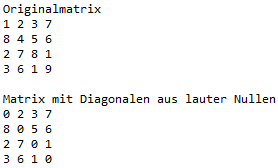 Originalmatrix
1 2 3 7
8 4 5 6
2 7 8 1
3 6 1 9

Matrix mit Diagonalen aus lauter Nullen
0 2 3 7
8 0 5 6
2 7 0 1
3 6 1 0